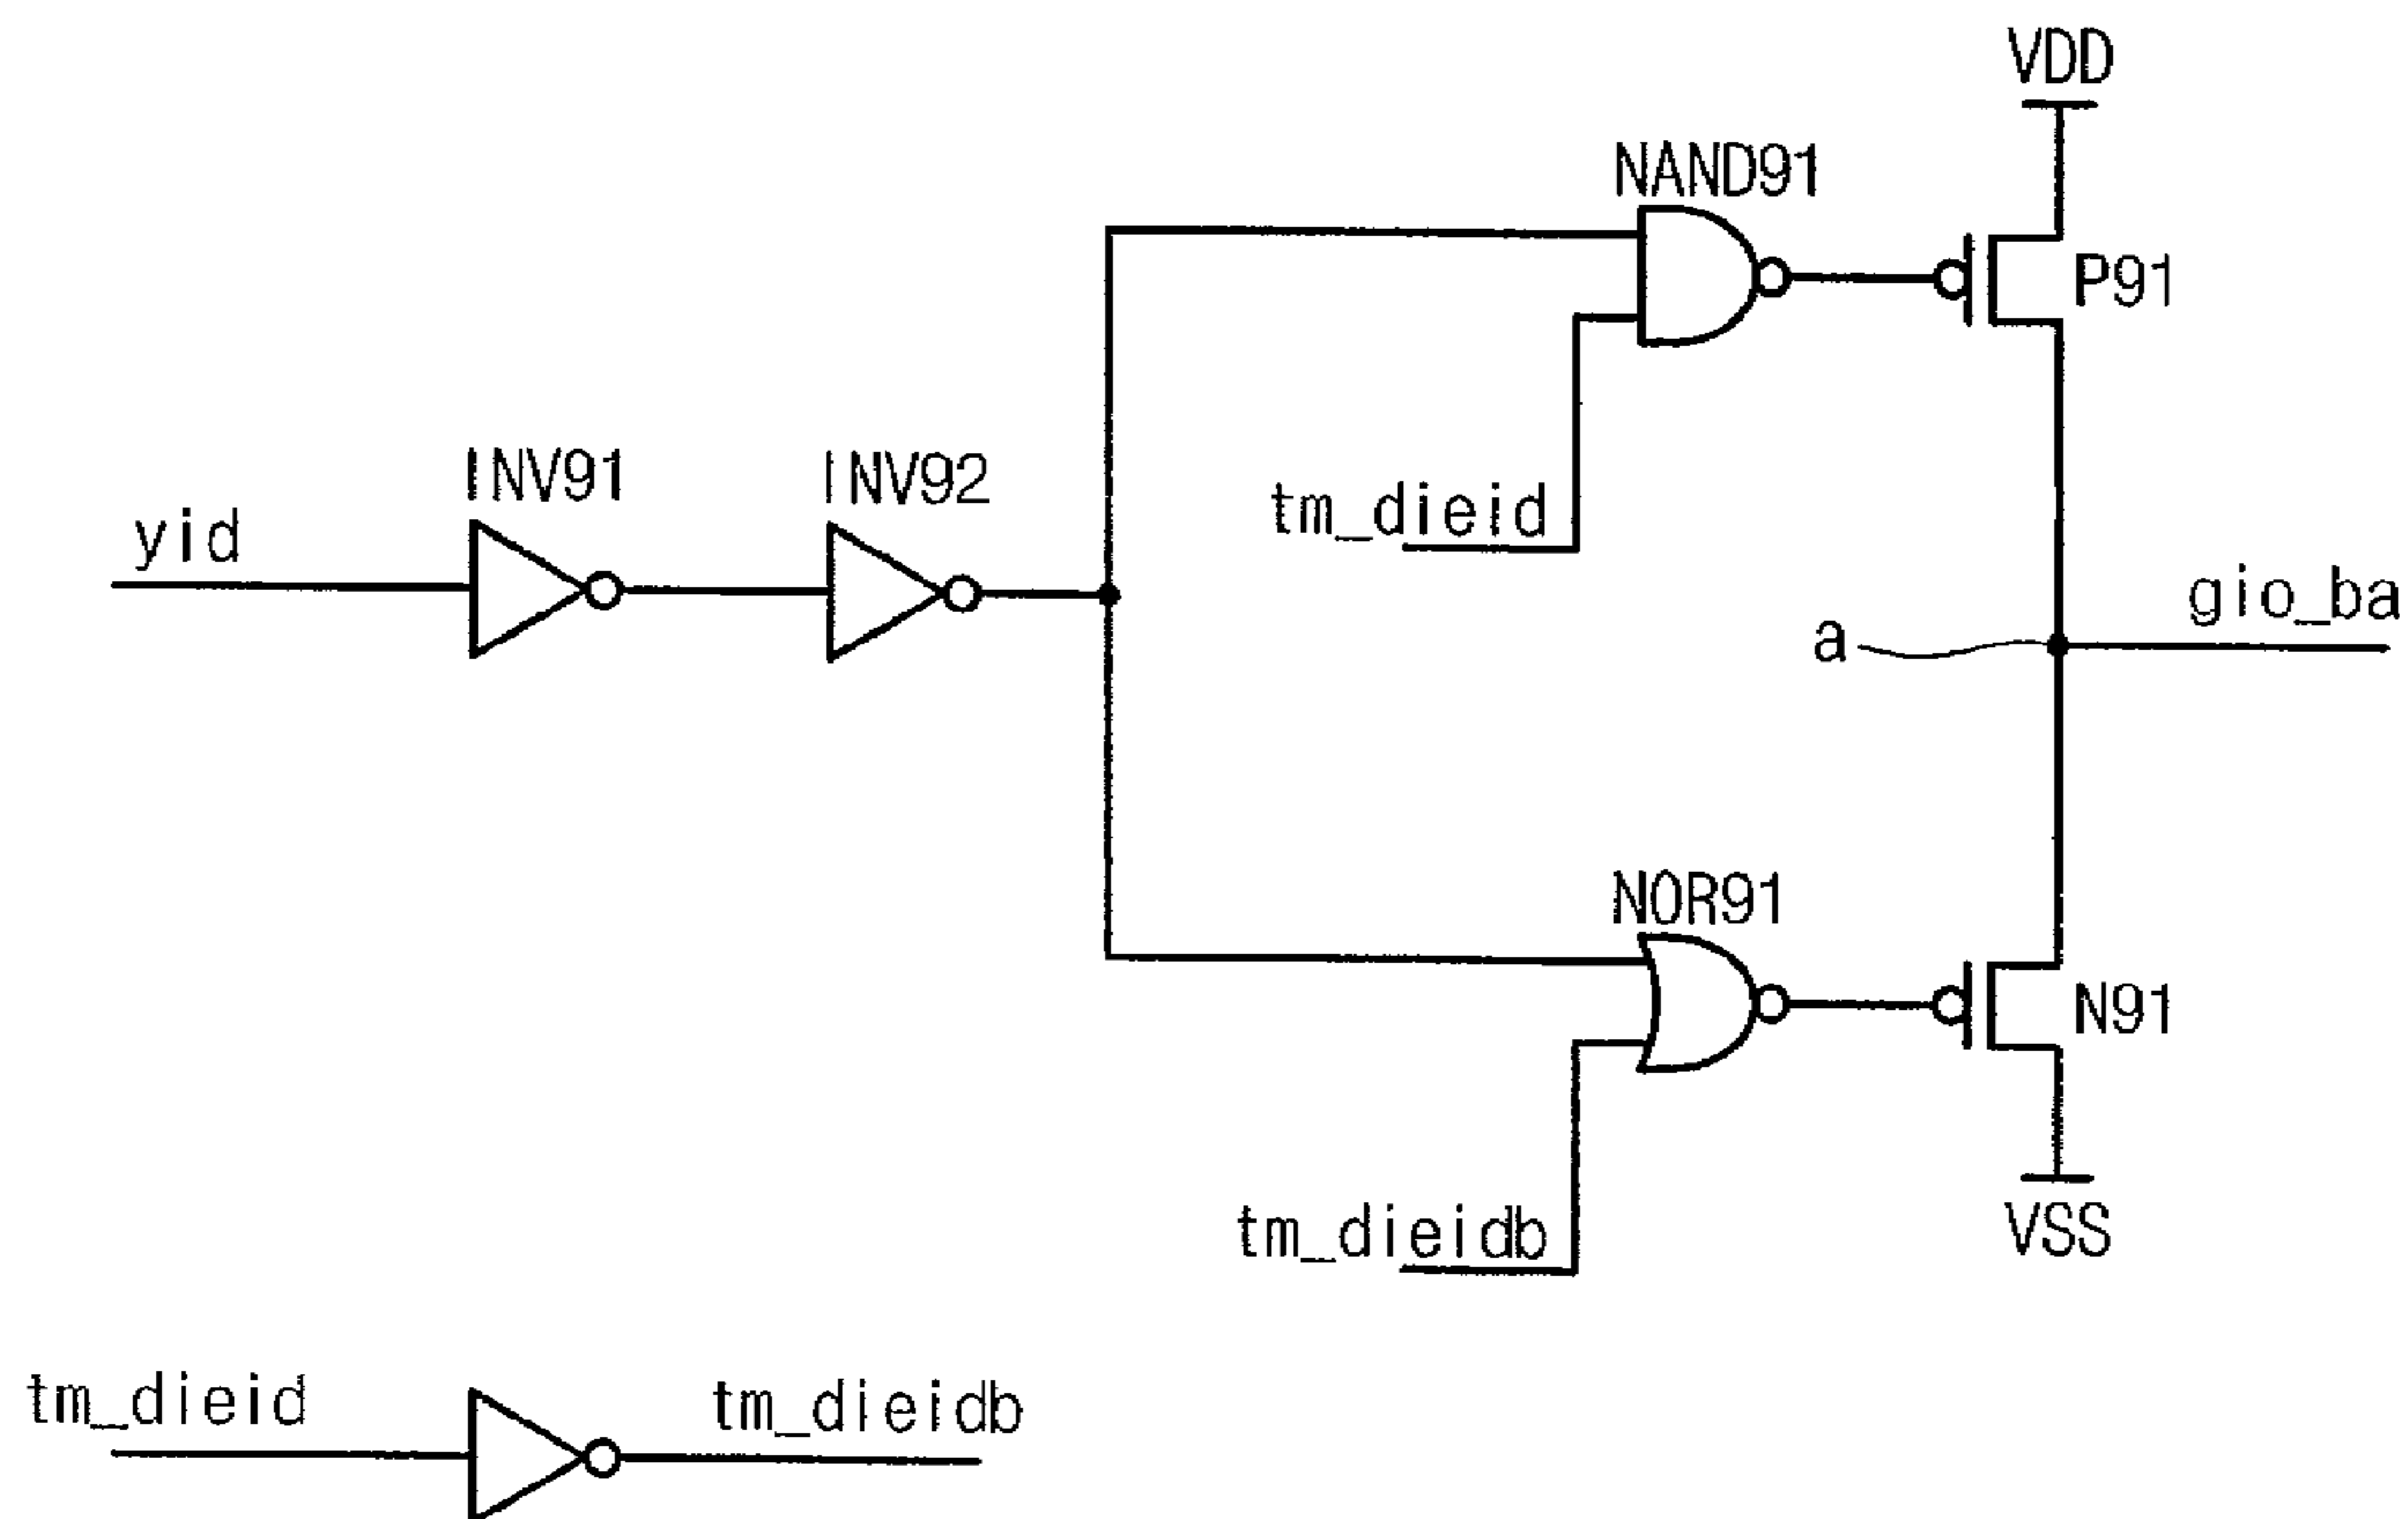 VDD
NAND91
P91
INV91
INV92
yid
tm_dieid
gio_ba
a
NOR91
N91
tm_dieidb
VSS
tm_dieid
tm_dieidb